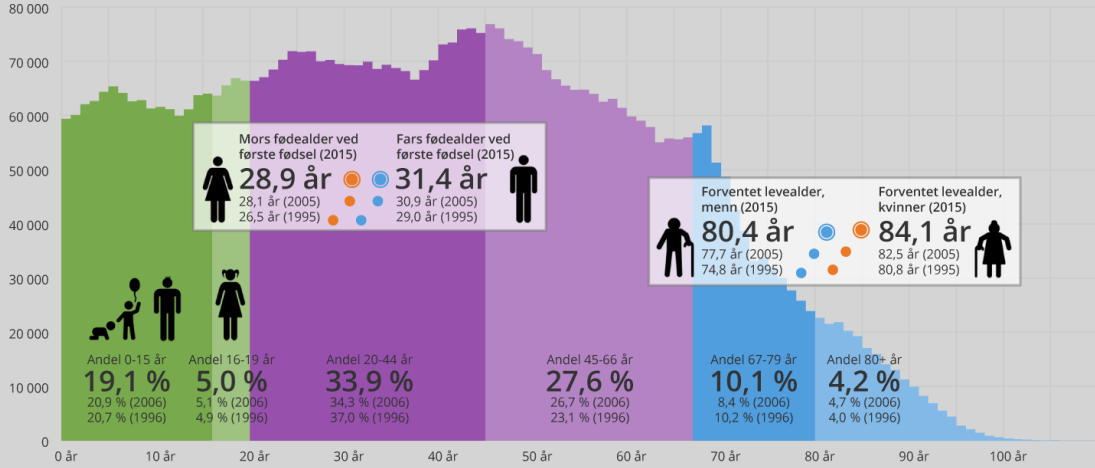 80 000
70 000
60 000
50 000
40 000
30 000
20 000
10 000
0
Mors fødealder ved
første fødsel (2015)
28,9 år
28,1 år (2005)
26,5 år (1995)
Fars fødealder ved
første fødsel (2015)
31,4 år
30,9 år (2005)
29,0 år (1995)
Forventet levealder,
menn (2015)
80,4 år
77,7 år (2005)
74,8 år (1995)
Forventet levealder,
kvinner (2015)
84,1 år
82,5 år (2005)
80,8 år (1995)
Andel 0-15 år
19,1 %
20,9 % (2006)
20,7 % (1996)
Andel 16-19 år
5,0 %
5,1 % (2006)
4,9 % (1996)
Andel 20-44 år
33,9 %
34,3 % (2006)
37,0 % (1996)
Andel 45-66 år
27,6 %
26,7 % (2006)
23,1 % (1996)
Andel 67-79 år
10,1 %
8,4 % (2006)
10,2 % (1996)
Andel 80+ år
4,2 %
4,7 % (2006)
4,0 % (1996)
0 år
10 år
20 år
30 år
40 år
50 år
60 år
70 år
80 år
90 år
100 år